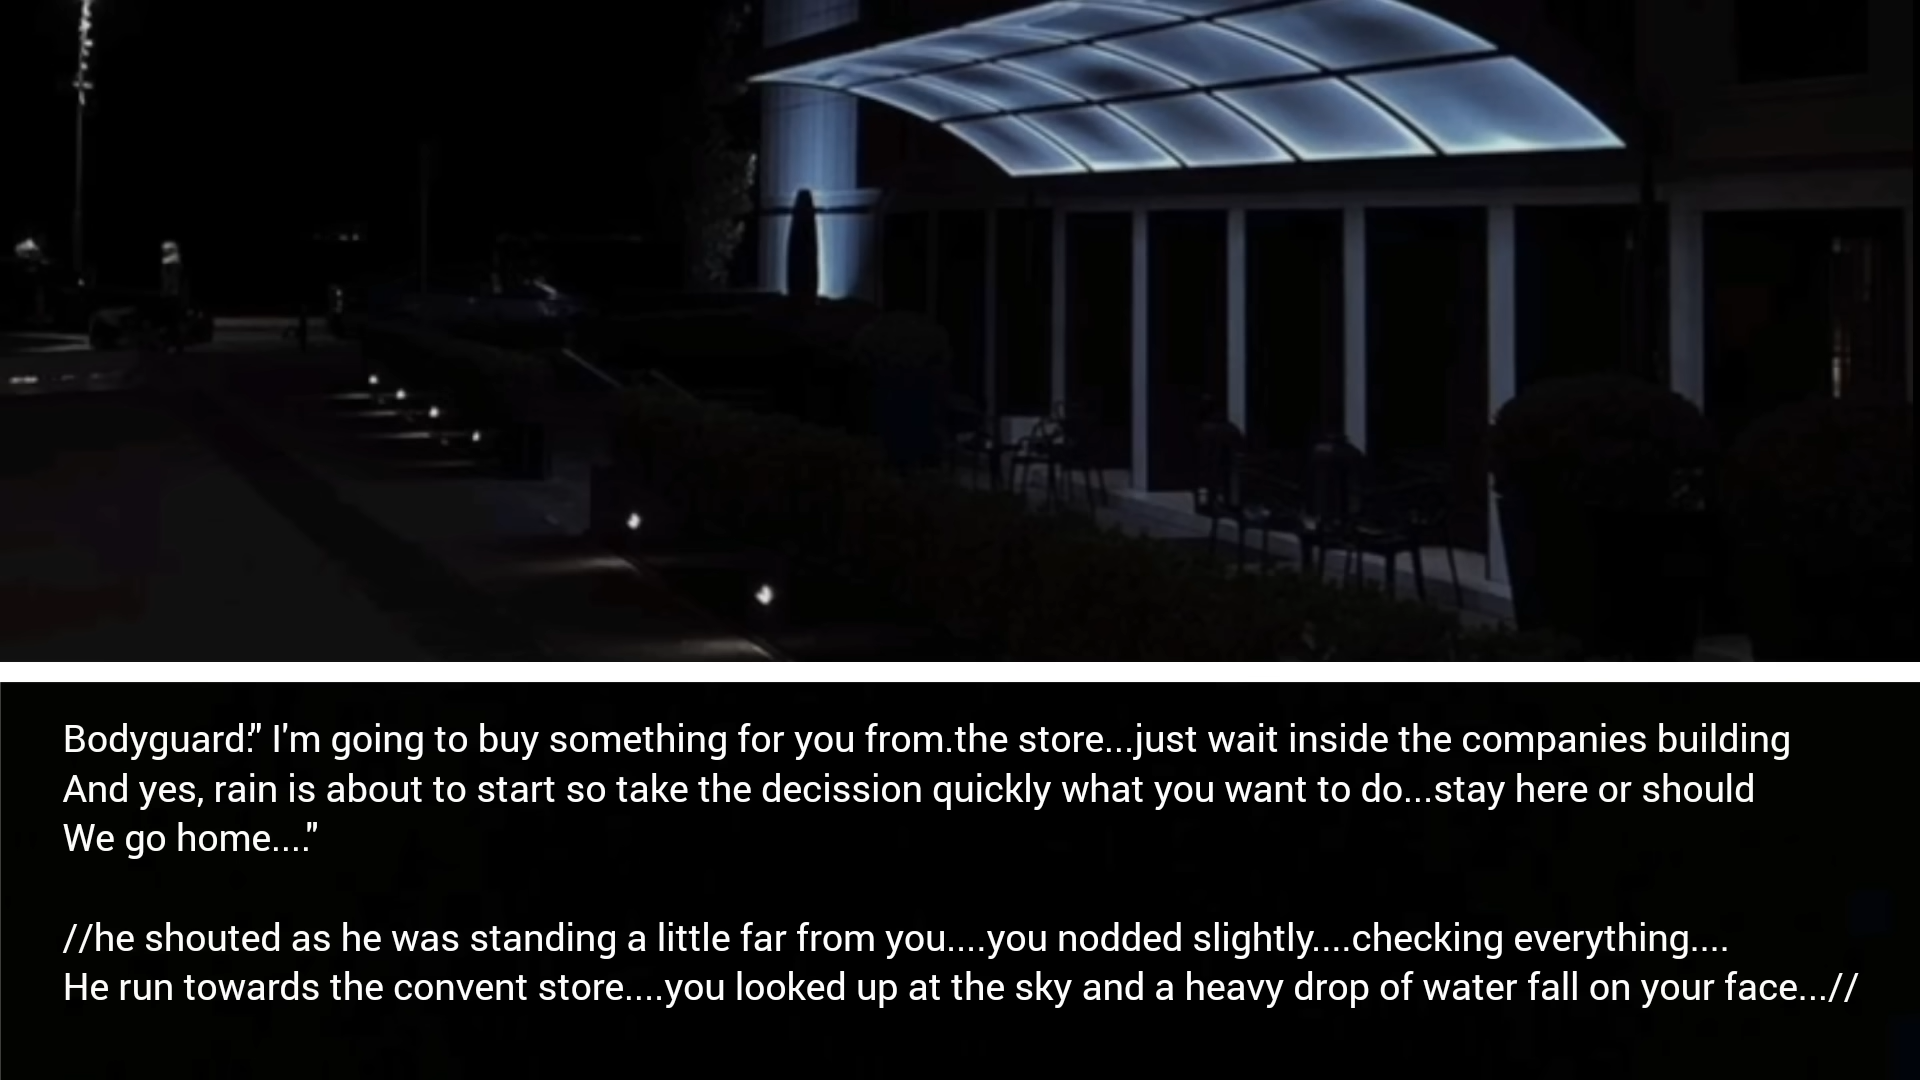 Bodyguard:" I'm going to buy something for you from.the store...just wait inside the companies building
And yes, rain is about to start so take the decission quickly what you want to do...stay here or should
We go home...."
//he shouted as he was standing a little far from you....you nodded slightly....checking everything....
He run towards the convent store....you looked up at the sky and a heavy drop of water fall on your face...//